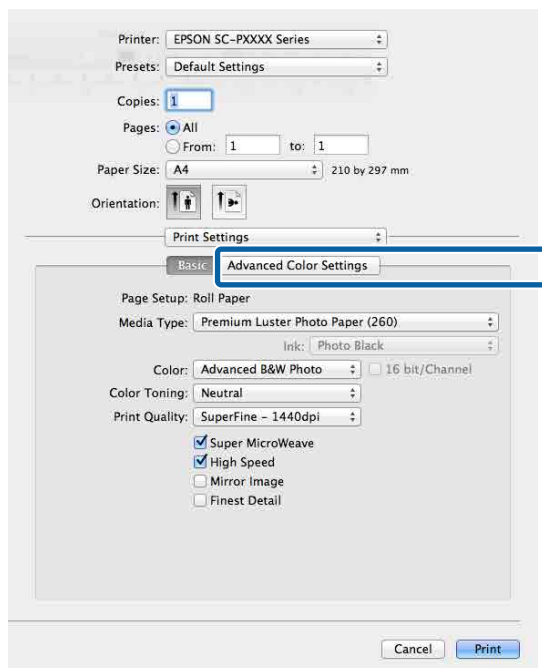 Printer: EPSON SC-PXXXX Series
Presets: Default Settings
Copies: 1
Pages: All
From: 1 to: 1
Paper Size: A4 210 by 297 mm
Orientation:
Print Settings
Basic Advanced Color Settings
Page Setup: Roll Paper
Media Type: Premium Luster Photo Paper (260)
Ink: Photo Black
Color: Advanced B&W Photo 16 bit/Channel
Color Toning: Neutral
Print Quality: SuperFine - 1440dpi
Super MicroWeave
High Speed
Mirror Image
Finest Detail
Cancel Print